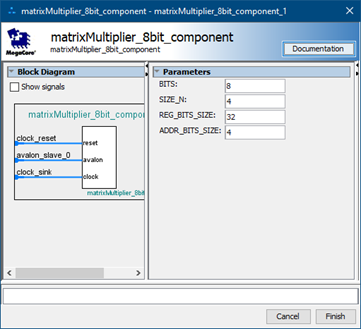 matrixMultiplier_8bit_component - matrixMultiplier_8bit_component_1
matrixMultiplier_8bit_component
matrixMultiplier_8bit_component
MegaCore
Documentation
Block Diagram
Show signals
matrixMultiplier_8bit_compo
clock_reset
reset
avalon_slave_0
avalon
clock_sink
clock
matrixMultiplier_8bit
Parameters
BITS: 8
SIZE_N: 4
REG_BITS_SIZE: 32
ADDR_BITS_SIZE: 4
Cancel
Finish